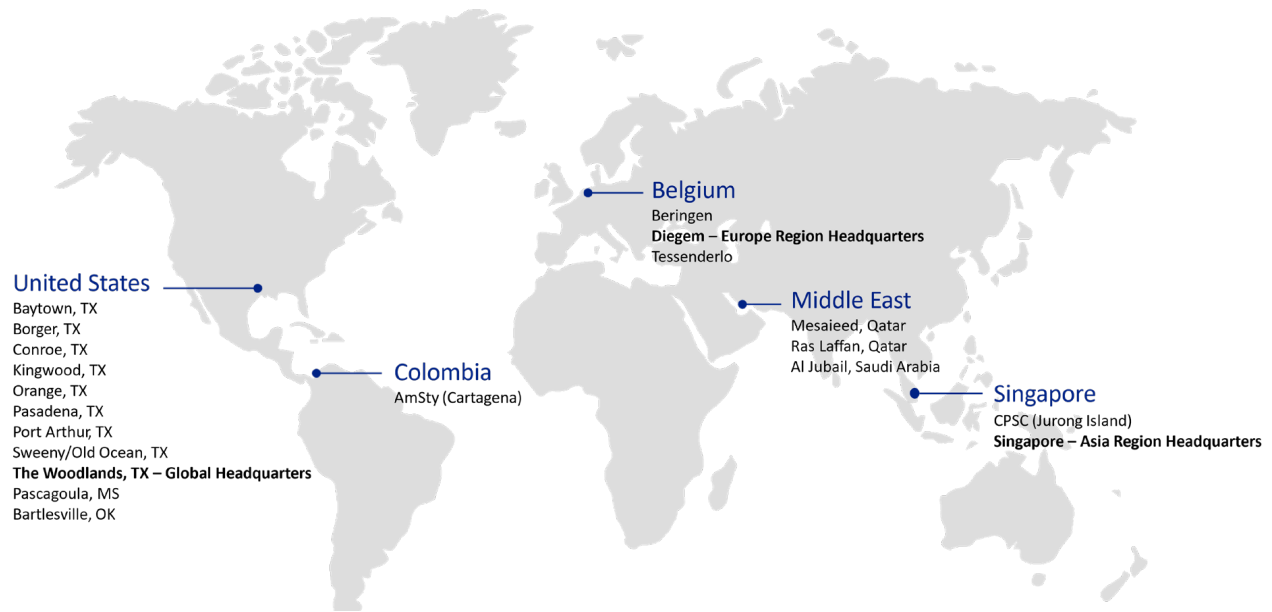 Belgium
Beringen
Diegem – Europe Region Headquarters
Tessenderlo
United States
Baytown, TX
Borger, TX
Conroe, TX
Kingwood, TX
Orange, TX
Pasadena, TX
Port Arthur, TX
Sweeny/Old Ocean, TX
The Woodlands, TX – Global Headquarters
Pascagoula, MS
Bartlesville, OK
Middle East
Mesaieed, Qatar
Ras Laffan, Qatar
Al Jubail, Saudi Arabia
Colombia
AmSty (Cartagena)
Singapore
CPSC (Jurong Island)
Singapore – Asia Region Headquarters